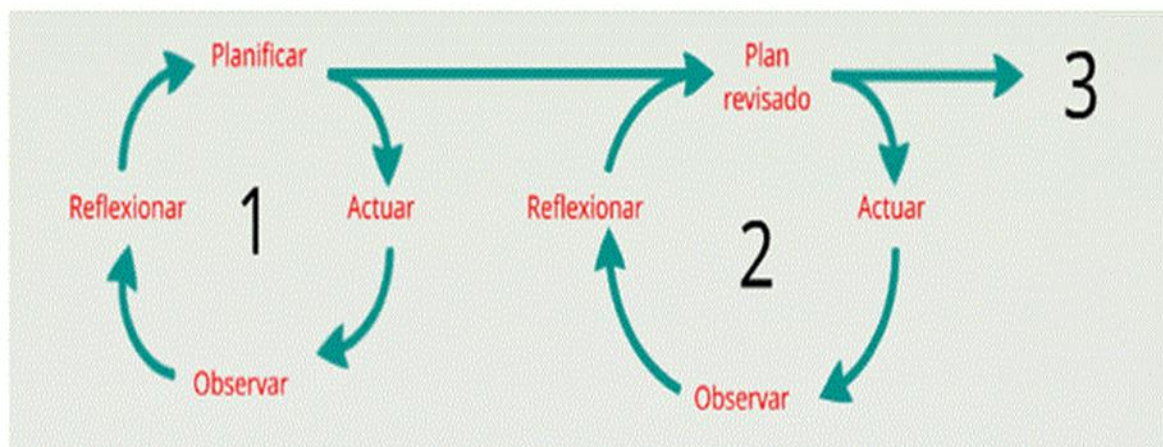 Planificar
Plan
revisado
3
Reflexionar
1
Actuar
Reflexionar
2
Actuar
Observar
Observar